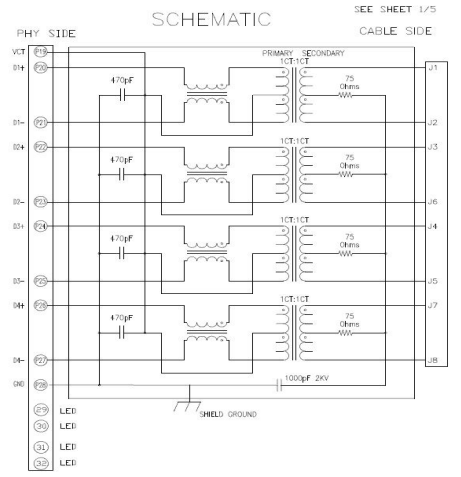 SEE SHEET 1/5
SCHEMATIC
PHY SIDE
CABLE SIDE
VCT P19
PRIMARY SECONDARY
D1+ P20
1CT:1CT
J1
470pF
75
Ohms
D1- P21
J2
D2+ P22
J3
470pF
75
Ohms
D2- P23
J6
D3+ P24
1CT:1CT
J4
470pF
75
Ohms
D3- P25
J5
D4+ P26
1CT:1CT
J7
470pF
75
Ohms
D4- P27
J8
GND P28
1000pF 2KV
SHIELD GROUND
29 LED
30 LED
31 LED
32 LED